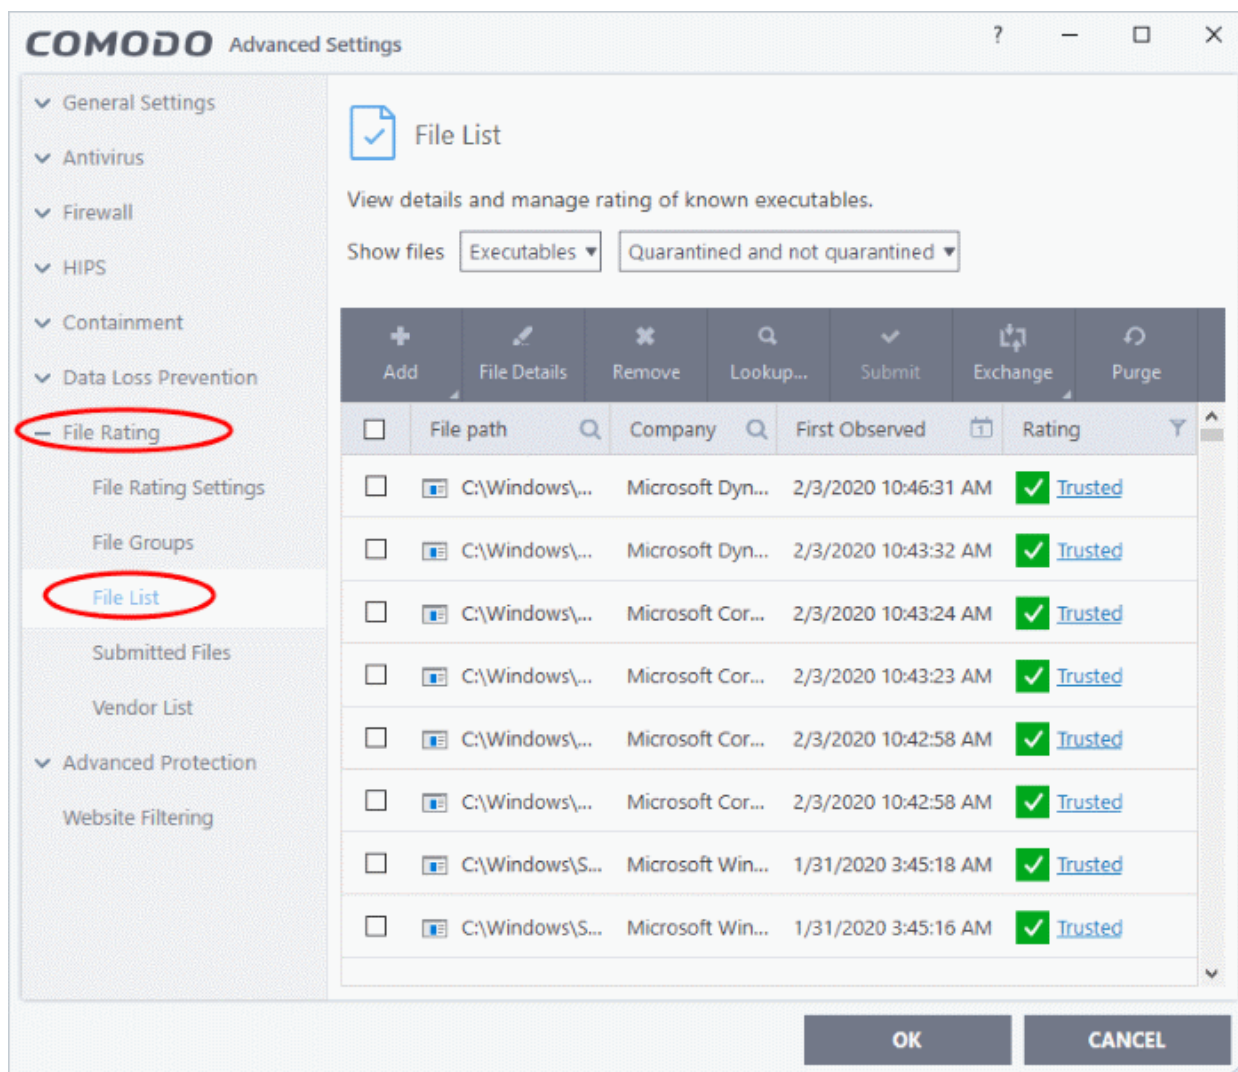 COMODO Advanced Settings ?
General Settings
Antivirus
Firewall
HIPS
Containment
Data Loss Prevention
File Rating
File Rating Settings
File Groups
File List
Submitted Files
Vendor List
Advanced Protection
Website Filtering
File List
View details and manage rating of known executables.
Show files Executables Quarantined and not quarantined
Add File Details Remove Lookup... Submit Exchange Purge
File path Company First Observed 1 Rating
C:\Windows\... Microsoft Dyn... 2/3/2020 10:46:31 AM Trusted
C:\Windows\... Microsoft Dyn... 2/3/2020 10:43:32 AM Trusted
C:\Windows\... Microsoft Cor... 2/3/2020 10:43:24 AM Trusted
C:\Windows\... Microsoft Cor... 2/3/2020 10:43:23 AM Trusted
C:\Windows\... Microsoft Cor... 2/3/2020 10:42:58 AM Trusted
C:\Windows\... Microsoft Cor... 2/3/2020 10:42:58 AM Trusted
C:\Windows\S... Microsoft Win... 1/31/2020 3:45:18 AM Trusted
C:\Windows\S... Microsoft Win... 1/31/2020 3:45:16 AM Trusted
OK CANCEL